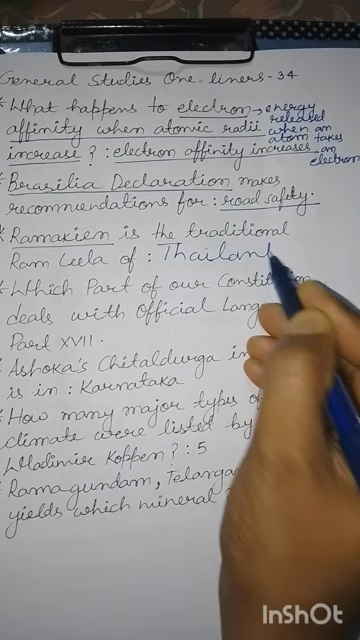 General Studies One-liners-34
* What happens to electron → energy
released
affinity when atomic radii when an
atom takes
increase? : electron affinity increases an
electron
* Brasilia Declaration makes
recommendations for : road safety.
* Ramakien is the traditional
Ram Leela of : Thailand
* Which Part of our Constitution
deals with Official
Part XVII.
* Ashoka's Chitaldurga
is in : Karnataka
* How many major types of
climate were listed by
Wladimir Koppen? : 5
* Ramagundam,
yields which mineral
InShOt